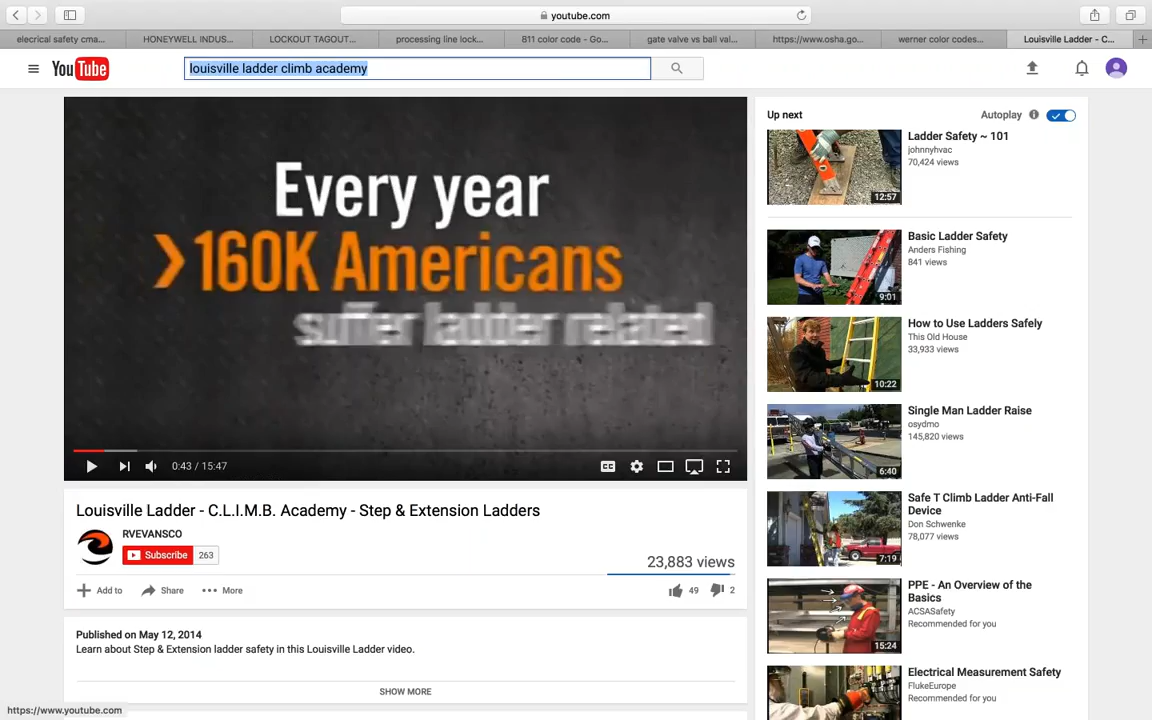 youtube.com
elecrical safety cma...
HONEYWELL INDUS...
LOCKOUT TAGOUT...
processing line lock...
811 color code - Go...
gate valve vs ball val...
https://www.osha.go...
werner color codes...
Louisville Ladder - C...
YouTube
louisville ladder climb academy
Every year
160K Americans
suffer ladder related
0:43 / 15:47
CC
Louisville Ladder - C.L.I.M.B. Academy - Step & Extension Ladders
RVEVANSCO
Subscribe 263
23,883 views
Add to Share More
49 2
Published on May 12, 2014
Learn about Step & Extension ladder safety in this Louisville Ladder video.
SHOW MORE
Up next
Autoplay
Ladder Safety ~ 101
johnnyhvac
70,424 views
12:57
Basic Ladder Safety
Anders Fishing
841 views
9:01
How to Use Ladders Safely
This Old House
33,933 views
10:22
Single Man Ladder Raise
osydmo
145,820 views
6:40
Safe T Climb Ladder Anti-Fall
Device
Don Schwenke
78,077 views
7:19
PPE - An Overview of the
Basics
ACSASafety
Recommended for you
15:24
Electrical Measurement Safety
FlukeEurope
Recommended for you
https://www.youtube.com